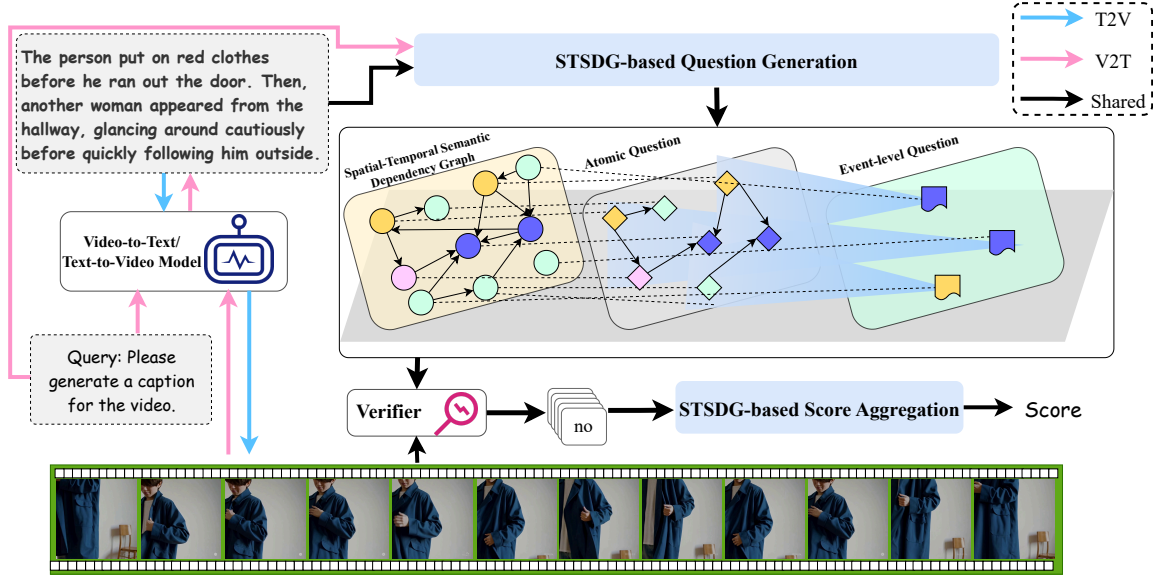 The person put on red clothes
before he ran out the door. Then,
another woman appeared from the
hallway, glancing around cautiously
before quickly following him outside.
STSDG-based Question Generation
T2V
V2T
Shared
Spatial-Temporal Semantic
Dependency Graph
Atomic Question
Event-level Question
Video-to-Text/
Text-to-Video Model
Query: Please
generate a caption
for the video.
Verifier
no
STSDG-based Score Aggregation
Score